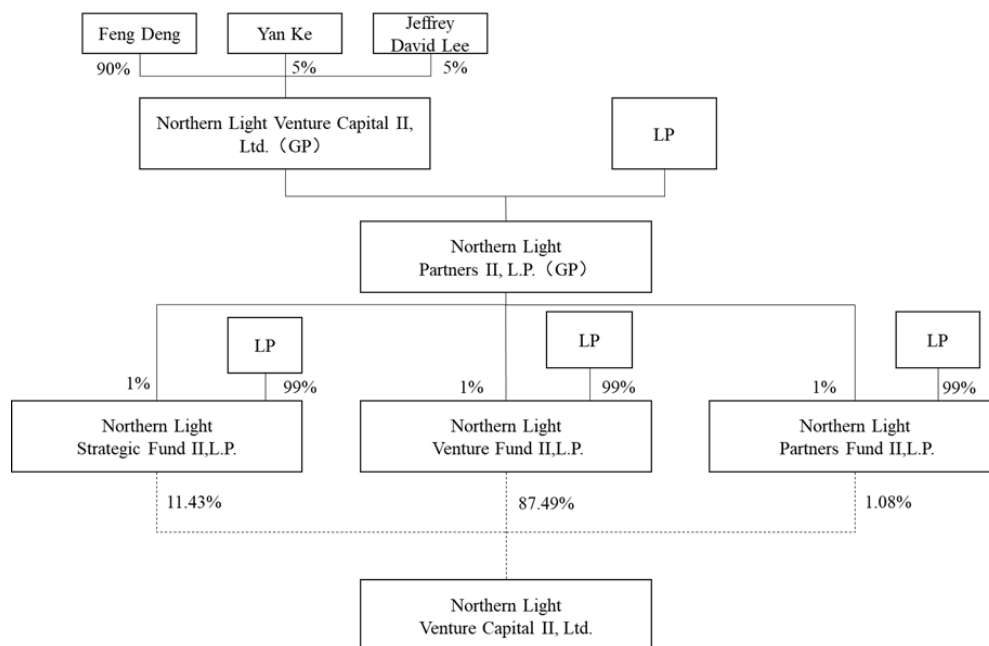 Feng Deng
Yan Ke
Jeffrey
David Lee
90%
5%
5%
Northern Light Venture Capital II,
Ltd.（GP）
LP
Northern Light
Partners II, L.P.（GP）
LP
LP
LP
1%
99%
1%
99%
1%
99%
Northern Light
Strategic Fund II,L.P.
Northern Light
Venture Fund II,L.P.
Northern Light
Partners Fund II,L.P.
11.43%
87.49%
1.08%
Northern Light
Venture Capital II, Ltd.